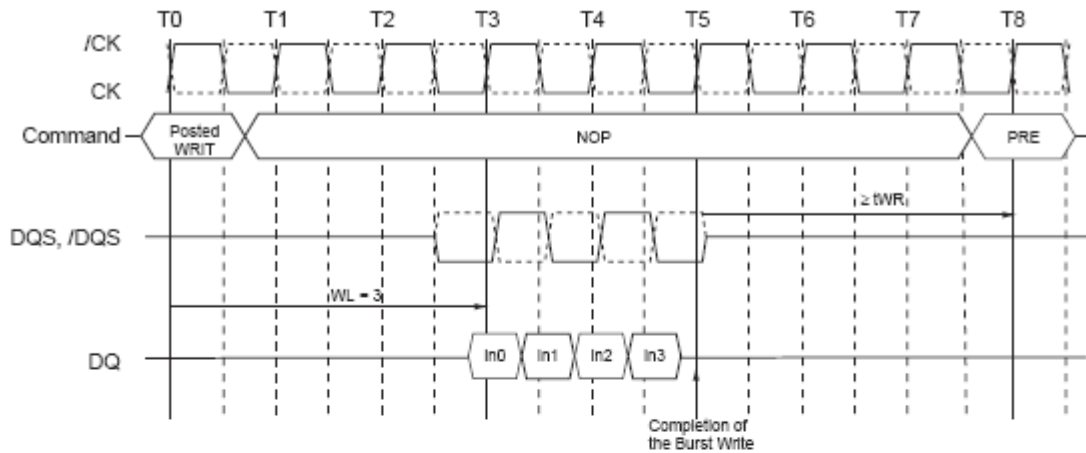 T0 T1 T2 T3 T4 T5 T6 T7 T8
/CK
CK
Command
Posted
WRIT
NOP
PRE
≥ tWR
DQS, /DQS
WL = 3
DQ
In0 In1 In2 In3
Completion of
the Burst Write